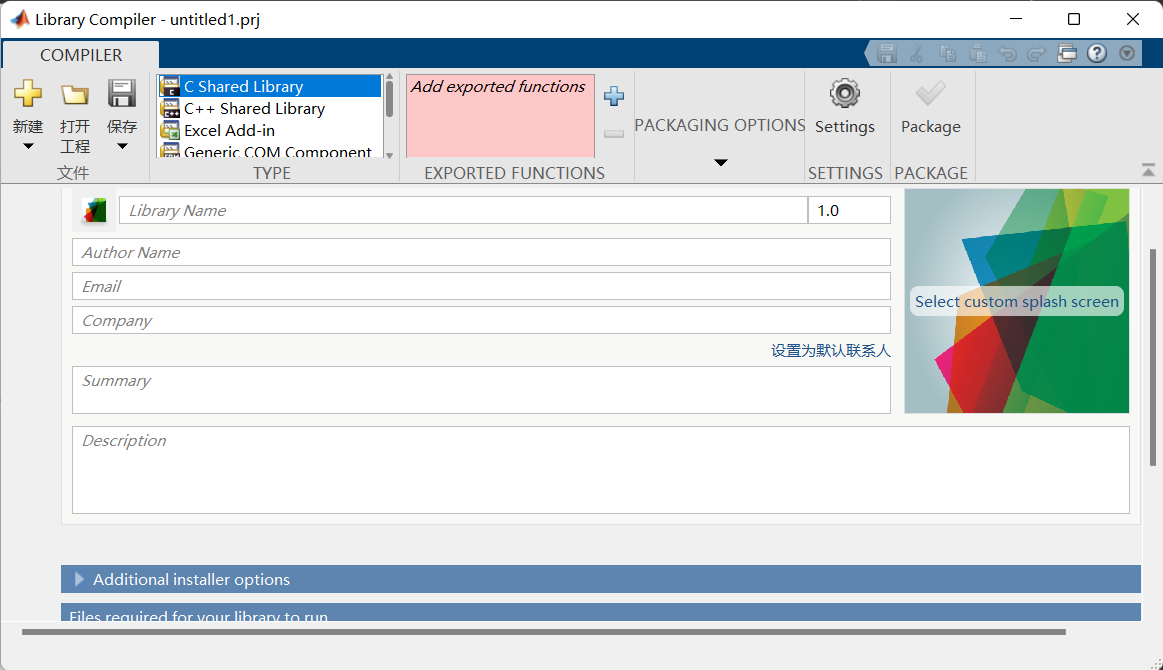 Library Compiler - untitled1.prj
COMPILER
新建
打开
工程
保存
文件
C Shared Library
C++ Shared Library
Excel Add-in
Generic COM Component
TYPE
Add exported functions
EXPORTED FUNCTIONS
PACKAGING OPTIONS
Settings
SETTINGS
Package
PACKAGE
Library Name
1.0
Author Name
Email
Company
设置为默认联系人
Summary
Select custom splash screen
Description
Additional installer options
Files required for your library to run